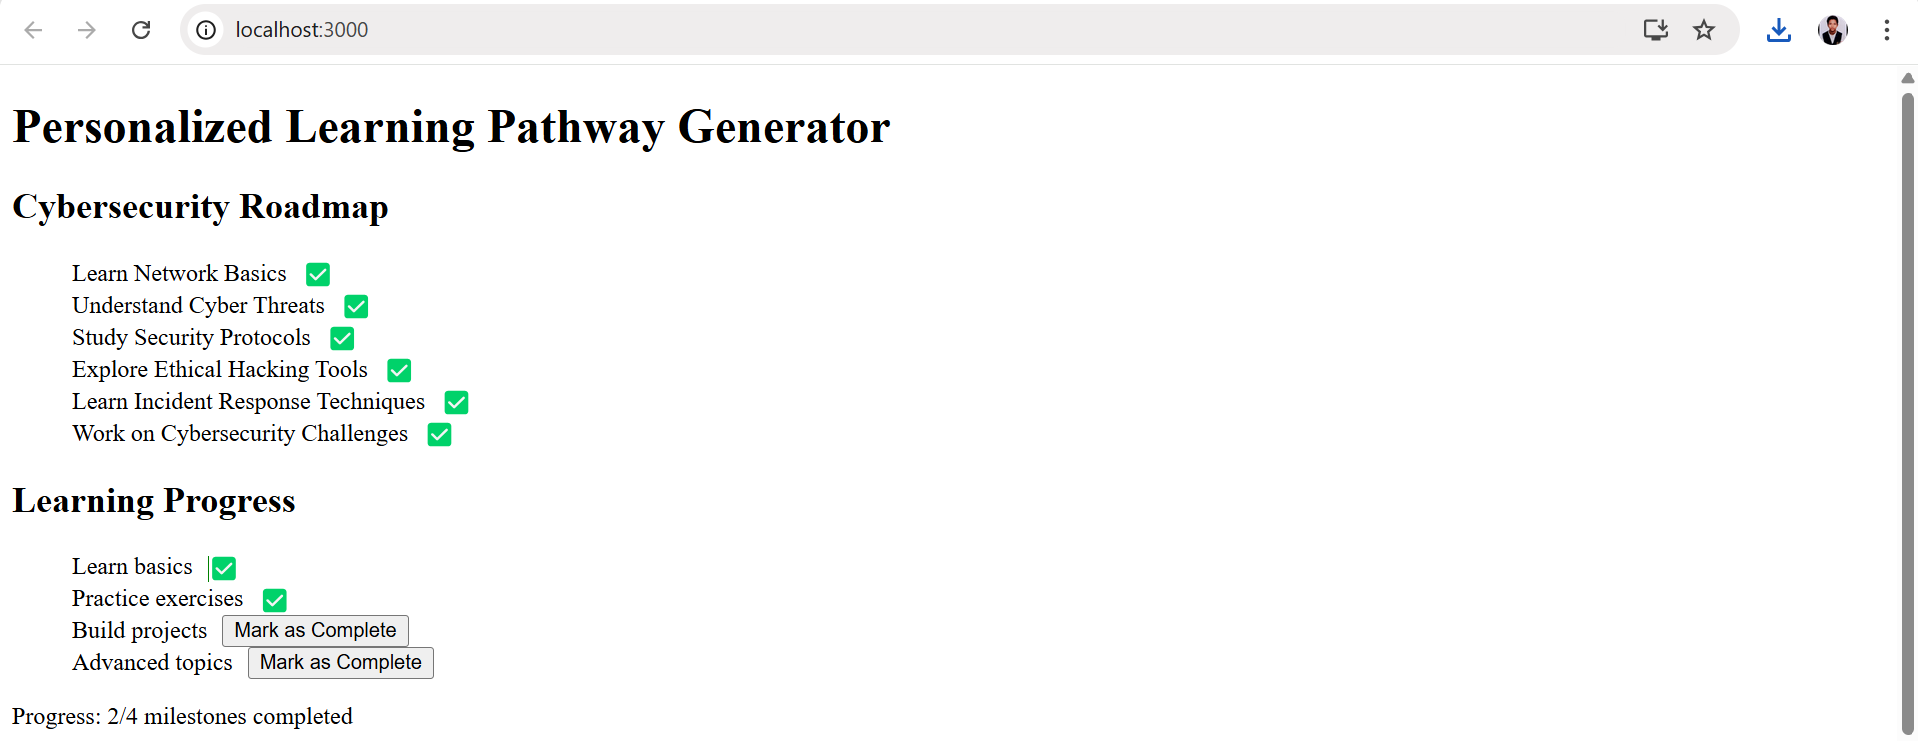 localhost:3000
Personalized Learning Pathway Generator
Cybersecurity Roadmap
Learn Network Basics ✅
Understand Cyber Threats ✅
Study Security Protocols ✅
Explore Ethical Hacking Tools ✅
Learn Incident Response Techniques ✅
Work on Cybersecurity Challenges ✅
Learning Progress
Learn basics ✅
Practice exercises ✅
Build projects Mark as Complete
Advanced topics Mark as Complete
Progress: 2/4 milestones completed